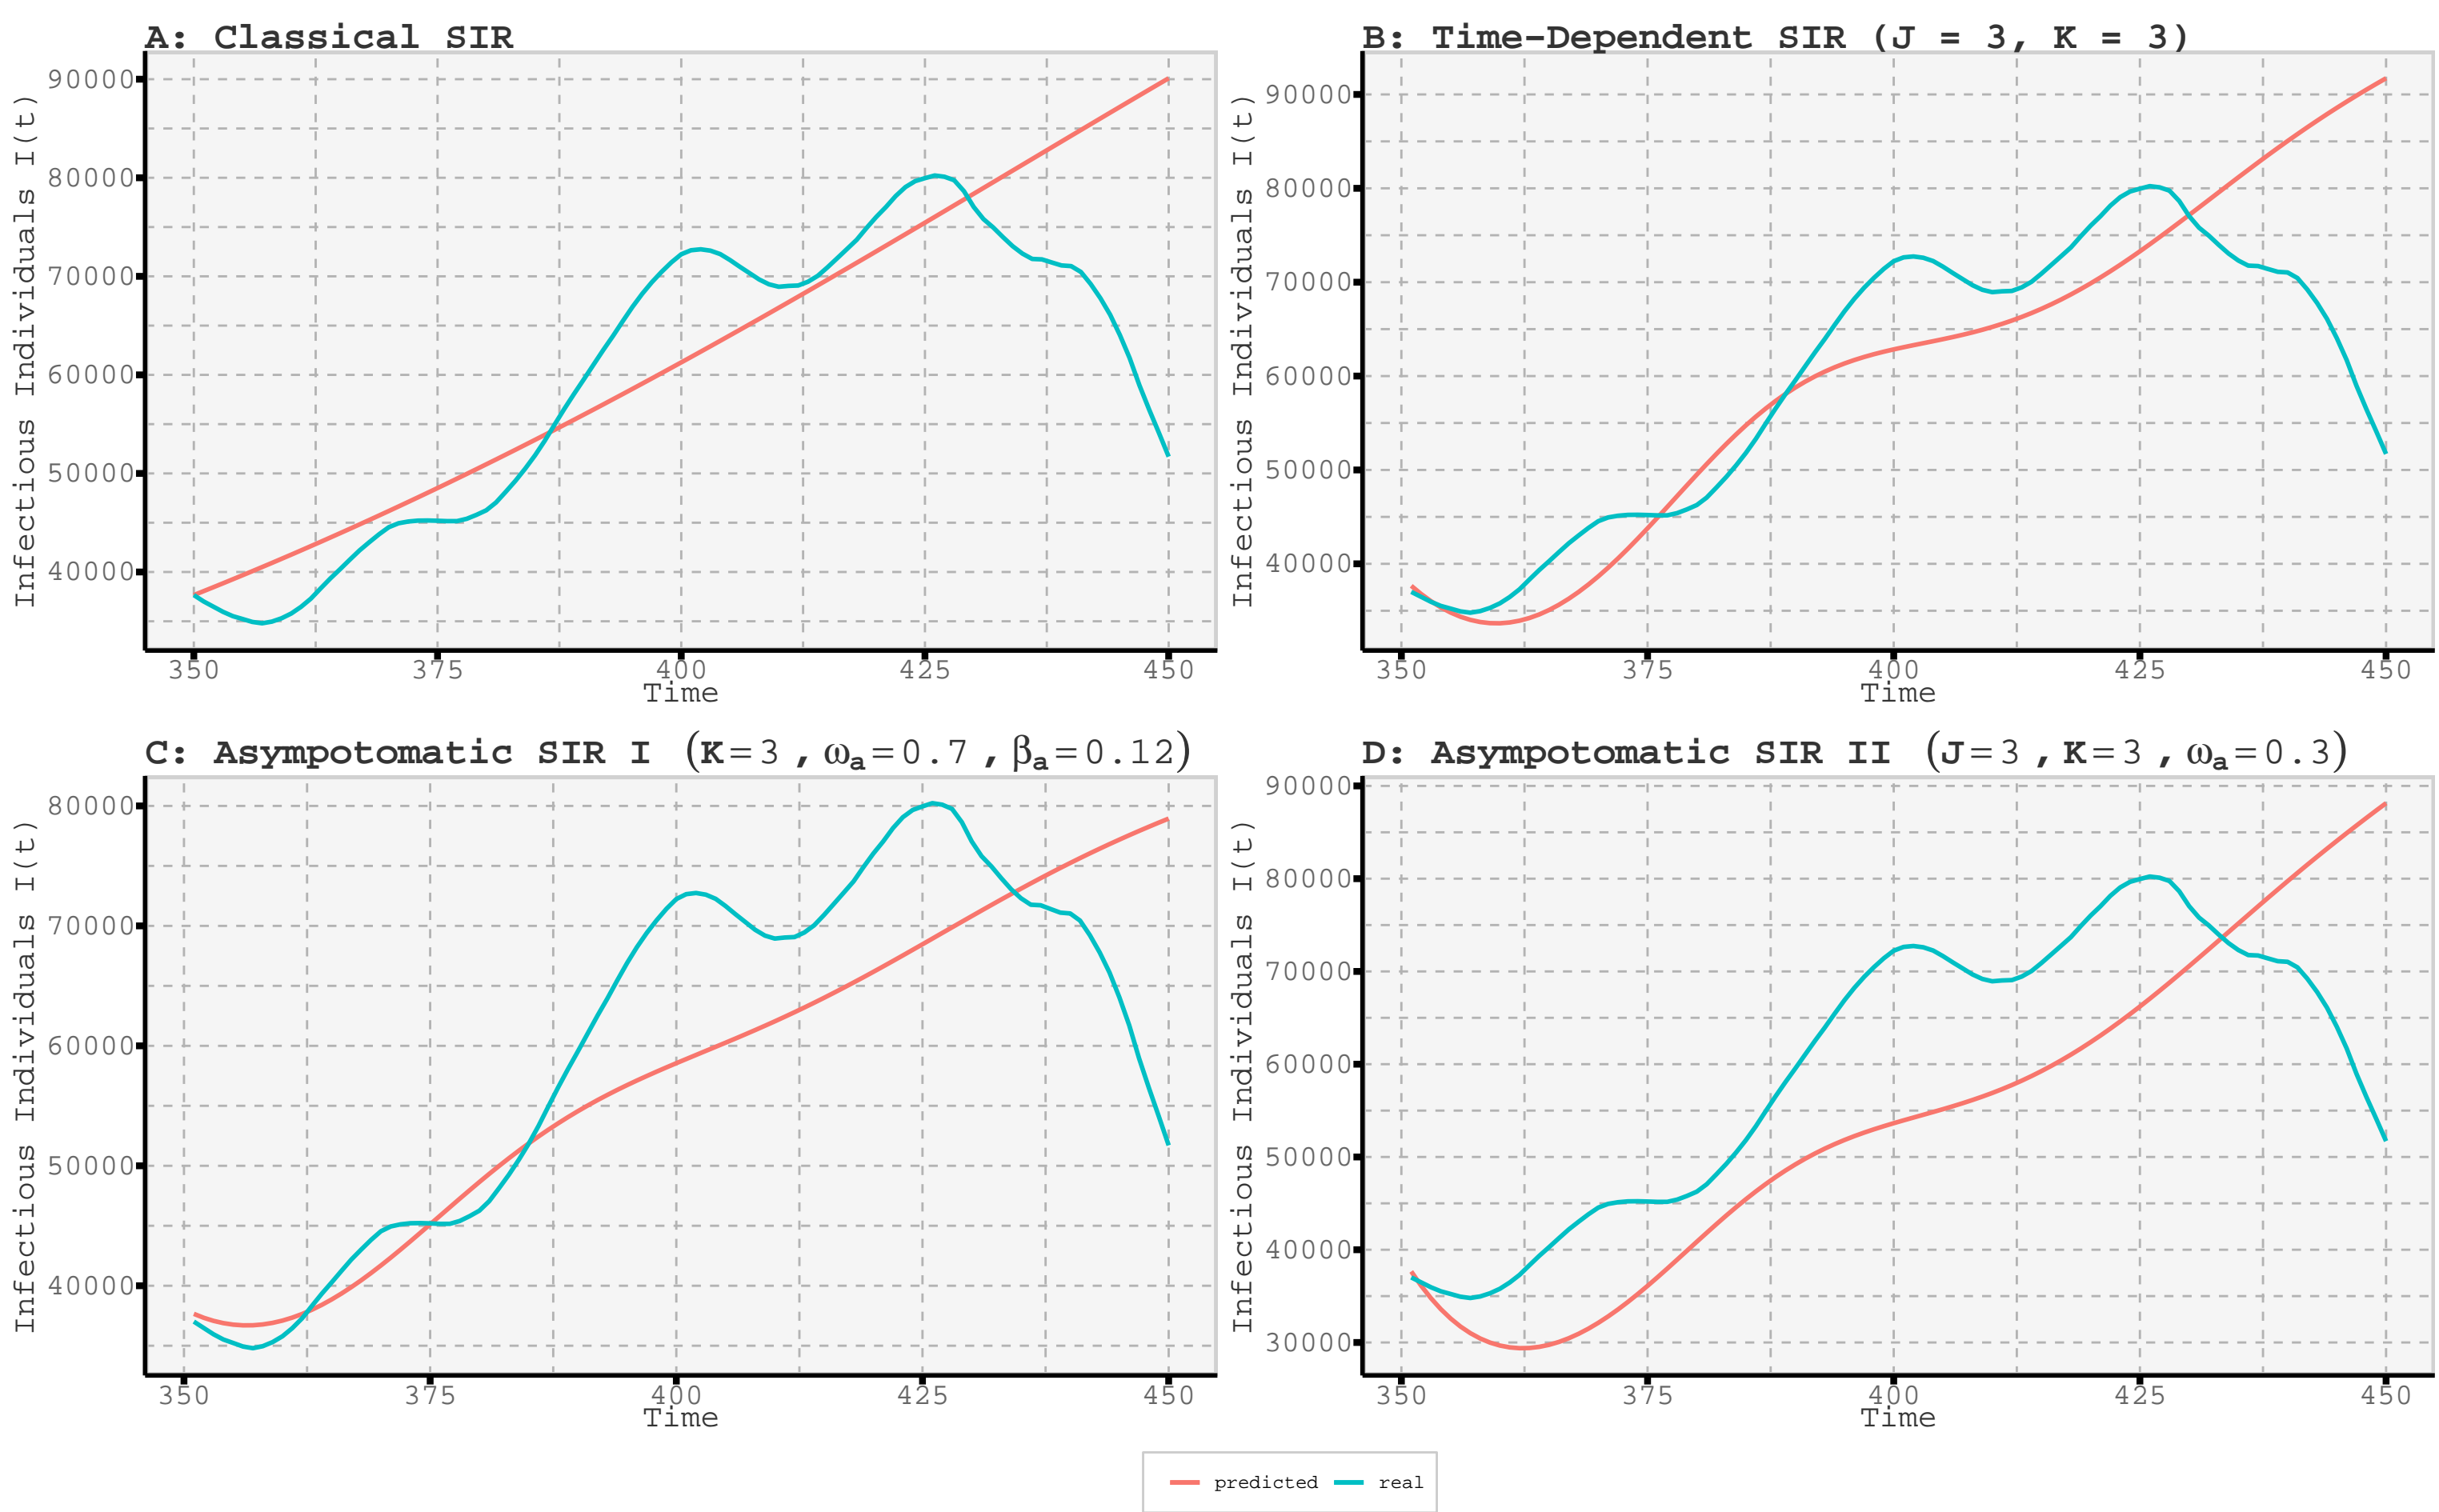 A: Classical SIR
Infectious Individuals I(t)
90000
80000
70000
60000
50000
40000
350 375 400 425 450
Time
B: Time-Dependent SIR (J = 3, K = 3)
Infectious Individuals I(t)
90000
80000
70000
60000
50000
40000
350 375 400 425 450
Time
C: Asympotomatic SIR I (K=3 , ωa=0.7 , βa=0.12)
Infectious Individuals I(t)
80000
70000
60000
50000
40000
350 375 400 425 450
Time
D: Asympotomatic SIR II (J=3 , K=3 , ωa=0.3)
Infectious Individuals I(t)
90000
80000
70000
60000
50000
40000
30000
350 375 400 425 450
Time
predicted real